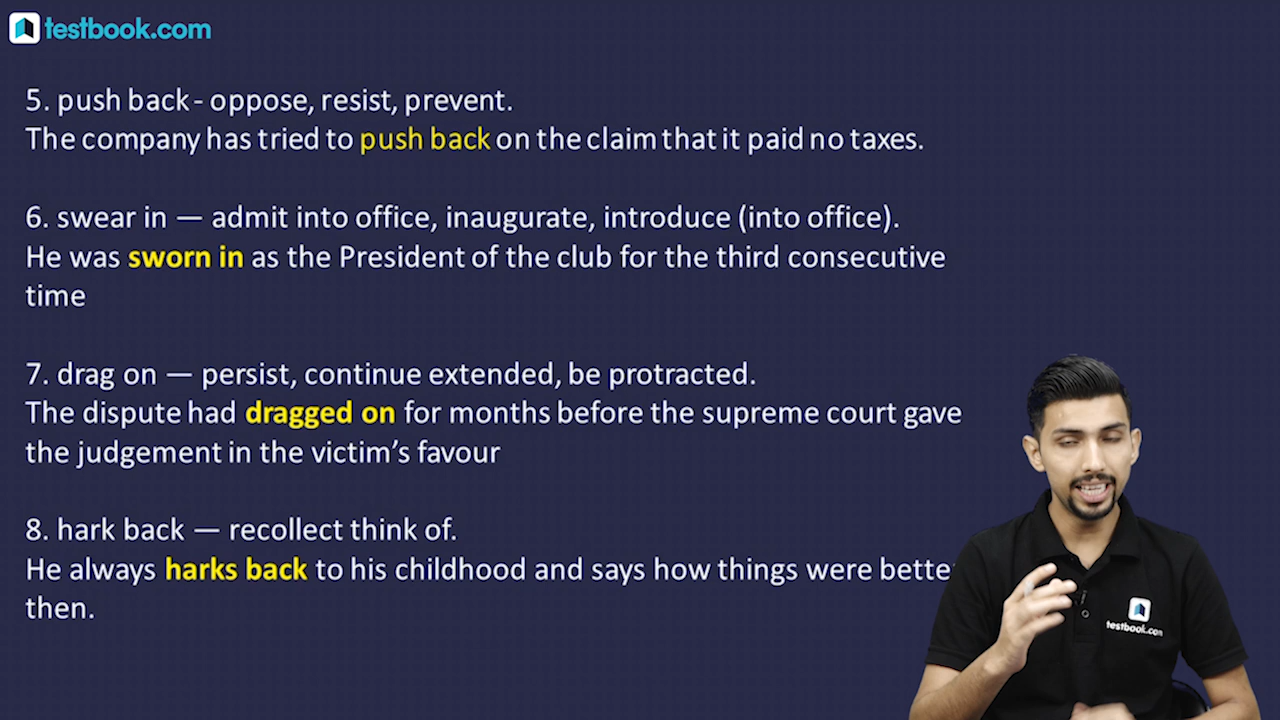 testbook.com
5. push back - oppose, resist, prevent.
The company has tried to push back on the claim that it paid no taxes.
6. swear in — admit into office, inaugurate, introduce (into office).
He was sworn in as the President of the club for the third consecutive
time
7. drag on — persist, continue extended, be protracted.
The dispute had dragged on for months before the supreme court gave
the judgement in the victim’s favour
8. hark back — recollect think of.
He always harks back to his childhood and says how things were bette
then.
testbook.com